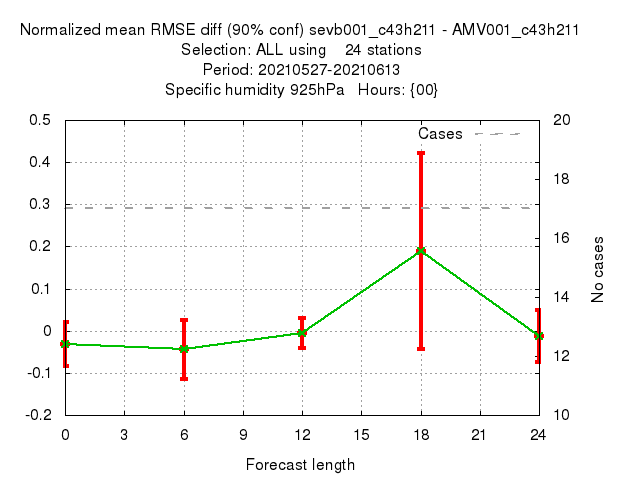 Normalized mean RMSE diff (90% conf) sevb001_c43h211 - AMV001_c43h211
Selection: ALL using    24 stations
Period: 20210527-20210613
Specific humidity 925hPa   Hours: {00}
Cases
0.5
0.4
0.3
0.2
0.1
0
-0.1
-0.2
20
18
16
14
12
10
No cases
0 3 6 9 12 15 18 21 24
Forecast length